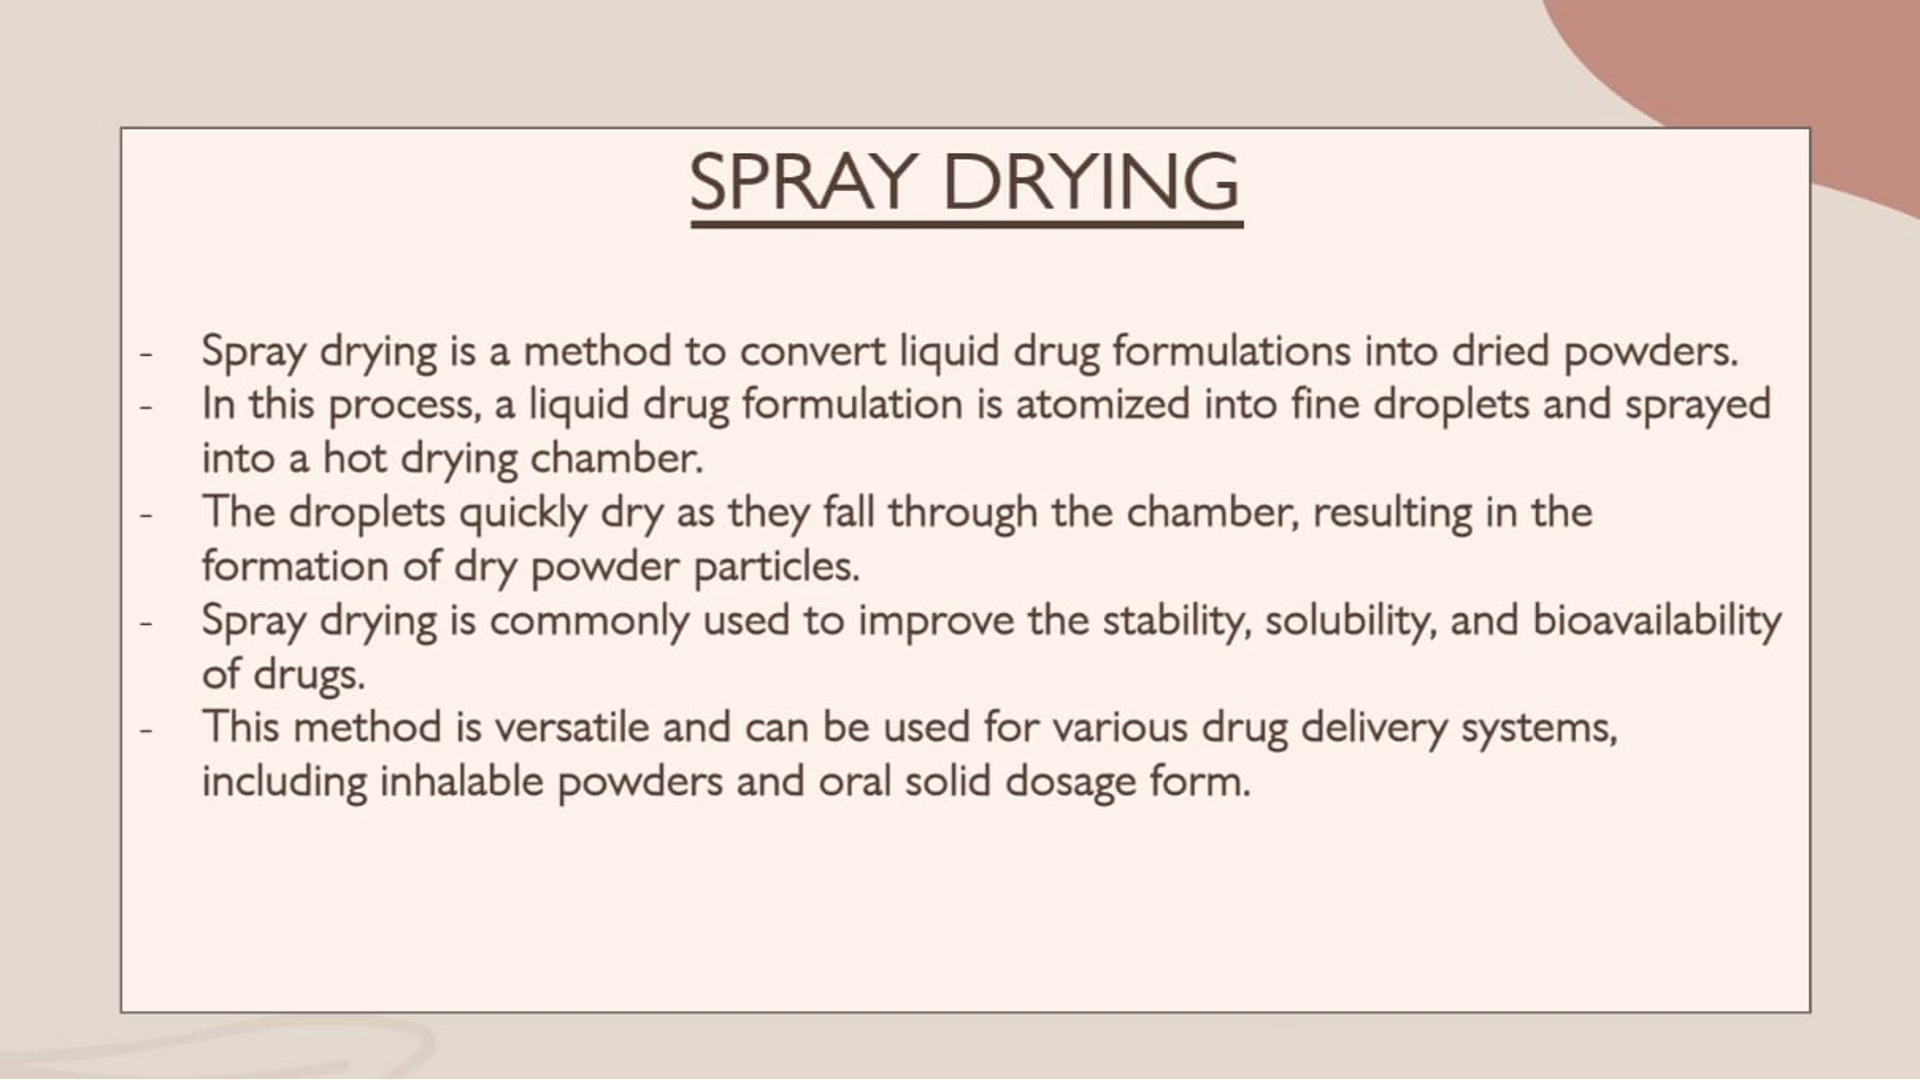 SPRAY DRYING
- Spray drying is a method to convert liquid drug formulations into dried powders.
- In this process, a liquid drug formulation is atomized into fine droplets and sprayed
into a hot drying chamber.
- The droplets quickly dry as they fall through the chamber, resulting in the
formation of dry powder particles.
- Spray drying is commonly used to improve the stability, solubility, and bioavailability
of drugs.
- This method is versatile and can be used for various drug delivery systems,
including inhalable powders and oral solid dosage form.